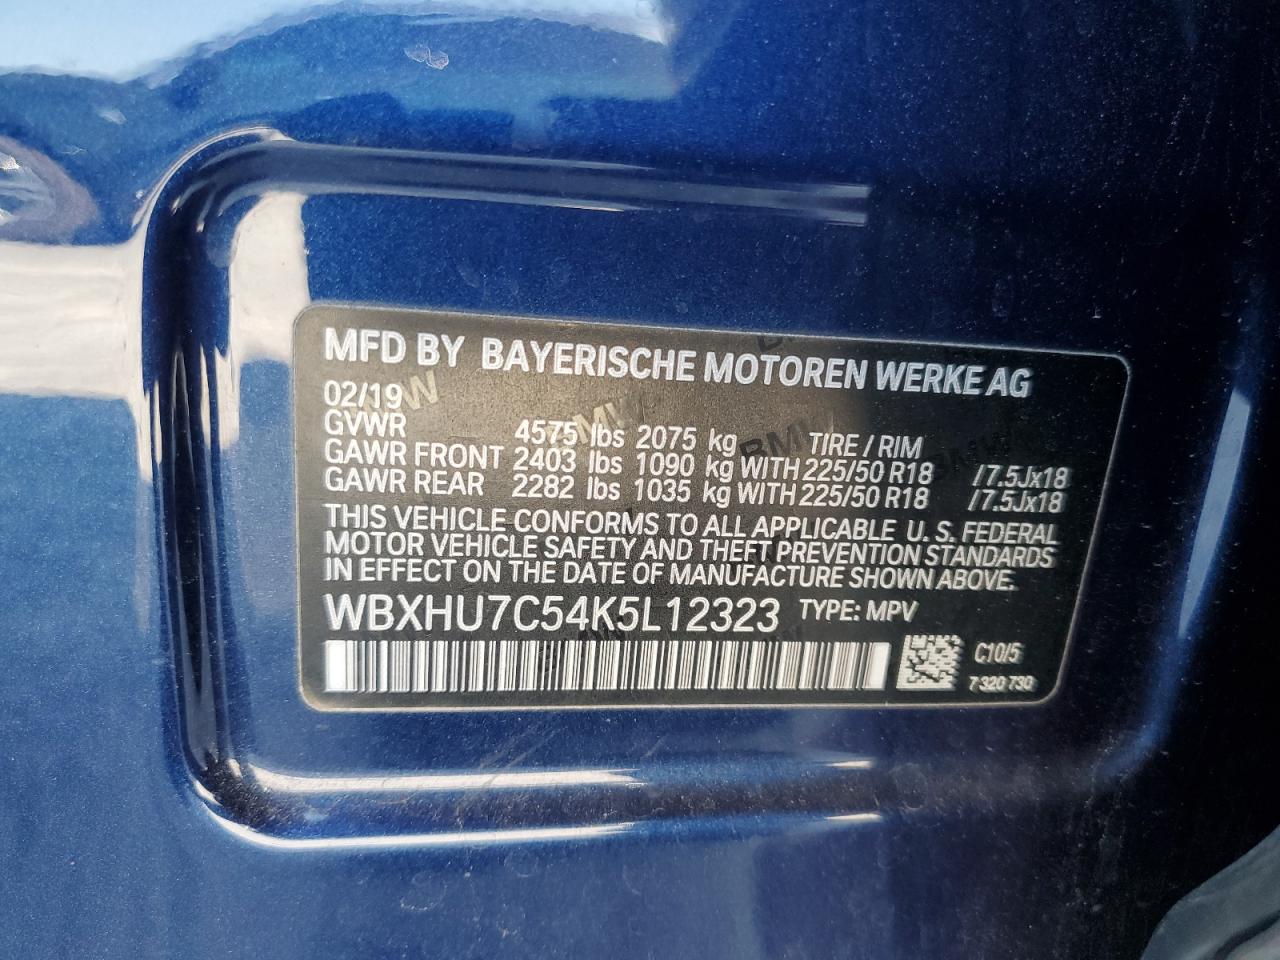 MFD BY BAYERISCHE MOTOREN WERKE AG
02/19
GVWR 4575 lbs 2075 kg TIRE / RIM
GAWR FRONT 2403 lbs 1090 kg WITH 225/50 R18 /7.5Jx18
GAWR REAR 2282 lbs 1035 kg WITH 225/50 R18 /7.5Jx18
THIS VEHICLE CONFORMS TO ALL APPLICABLE U. S. FEDERAL
MOTOR VEHICLE SAFETY AND THEFT PREVENTION STANDARDS
IN EFFECT ON THE DATE OF MANUFACTURE SHOWN ABOVE.
WBXHU7C54K5L12323 TYPE: MPV
C10/5
7 320 730